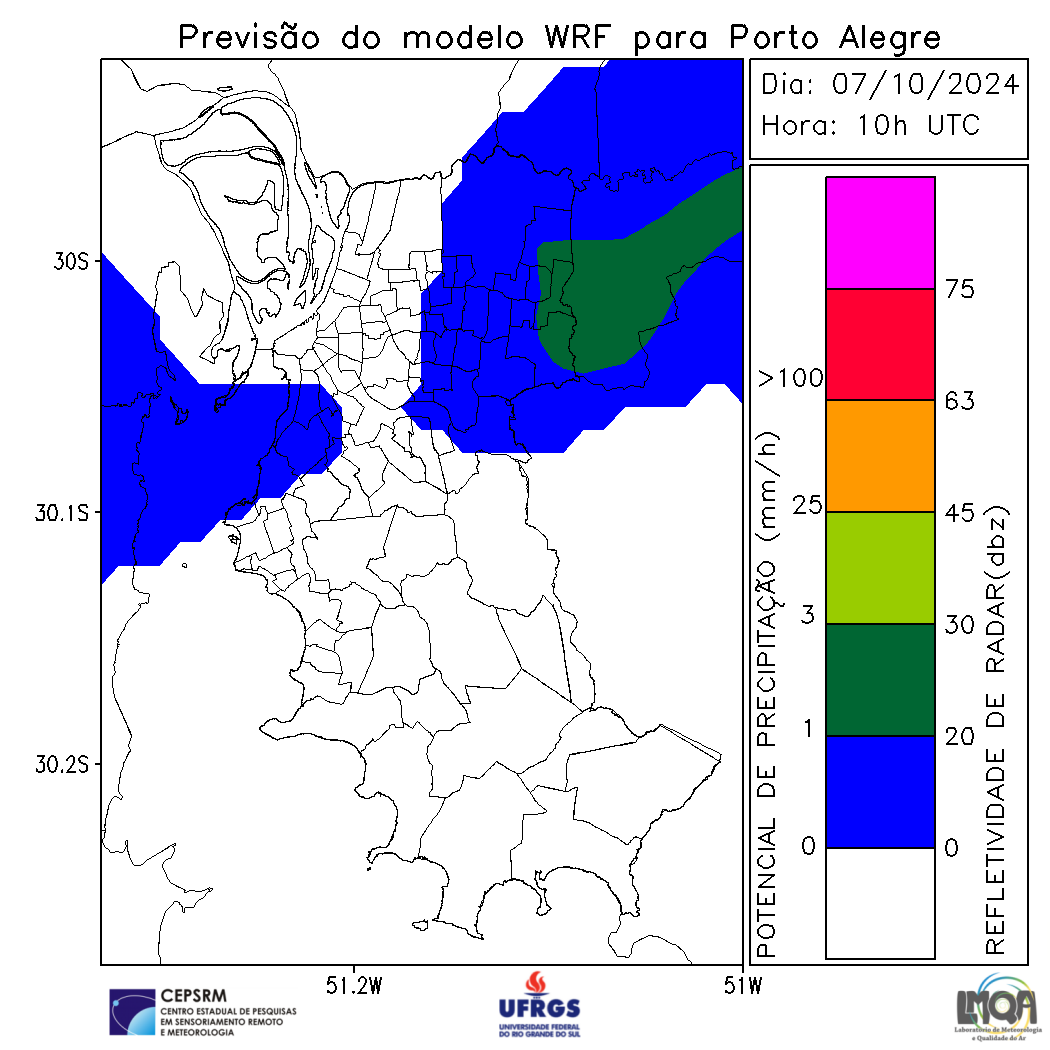 Previsão do modelo WRF para Porto Alegre
Dia: 07/10/2024
Hora: 10h UTC
30S
30.1S
30.2S
51.2W
51W
POTENCIAL DE PRECIPITAÇÃO (mm/h)
>100
25
3
1
0
75
63
45
30
20
0
REFLETIVIDADE DE RADAR(dbz)
CEPSRM
CENTRO ESTADUAL DE PESQUISAS
EM SENSORIAMENTO REMOTO
E METEOROLOGIA
UFRGS
UNIVERSIDADE FEDERAL
DO RIO GRANDE DO SUL
LMQA
Laboratório de Meteorologia
e Qualidade do Ar